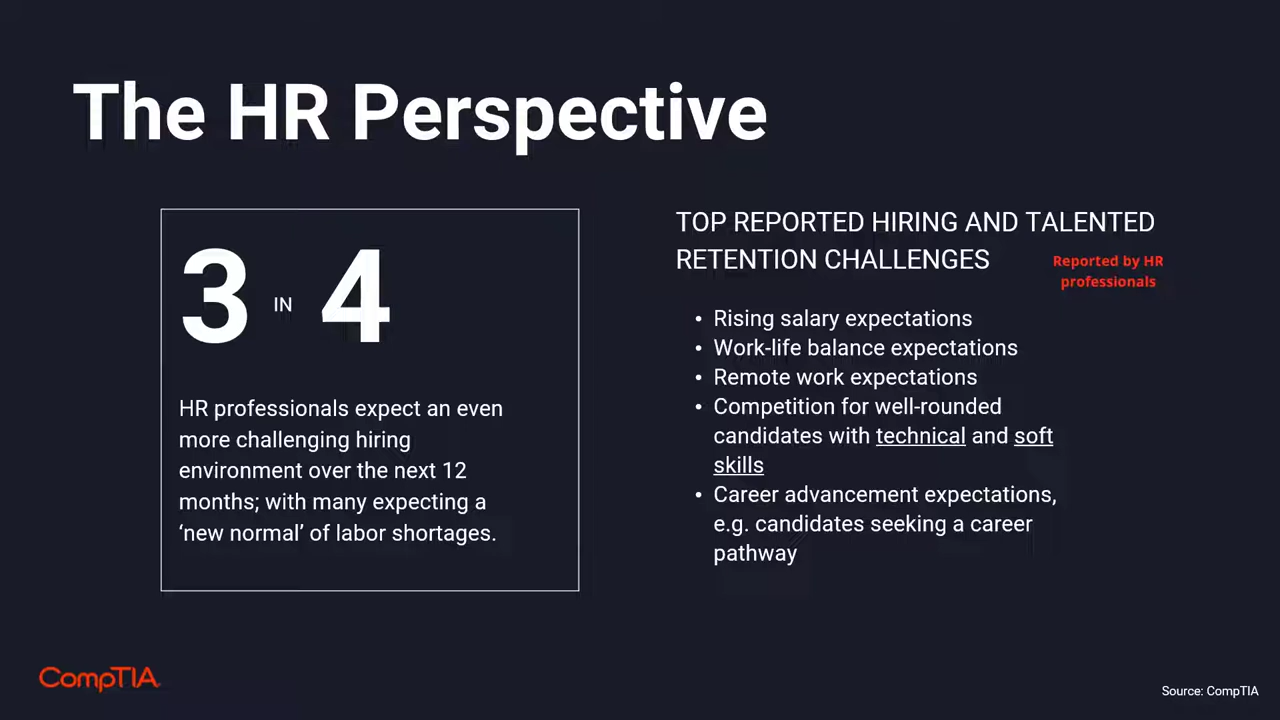 The HR Perspective
3 IN 4
HR professionals expect an even
more challenging hiring
environment over the next 12
months; with many expecting a
‘new normal’ of labor shortages.
TOP REPORTED HIRING AND TALENTED
RETENTION CHALLENGES
Reported by HR
professionals
• Rising salary expectations
• Work-life balance expectations
• Remote work expectations
• Competition for well-rounded
candidates with technical and soft
skills
• Career advancement expectations,
e.g. candidates seeking a career
pathway
CompTIA
Source: CompTIA